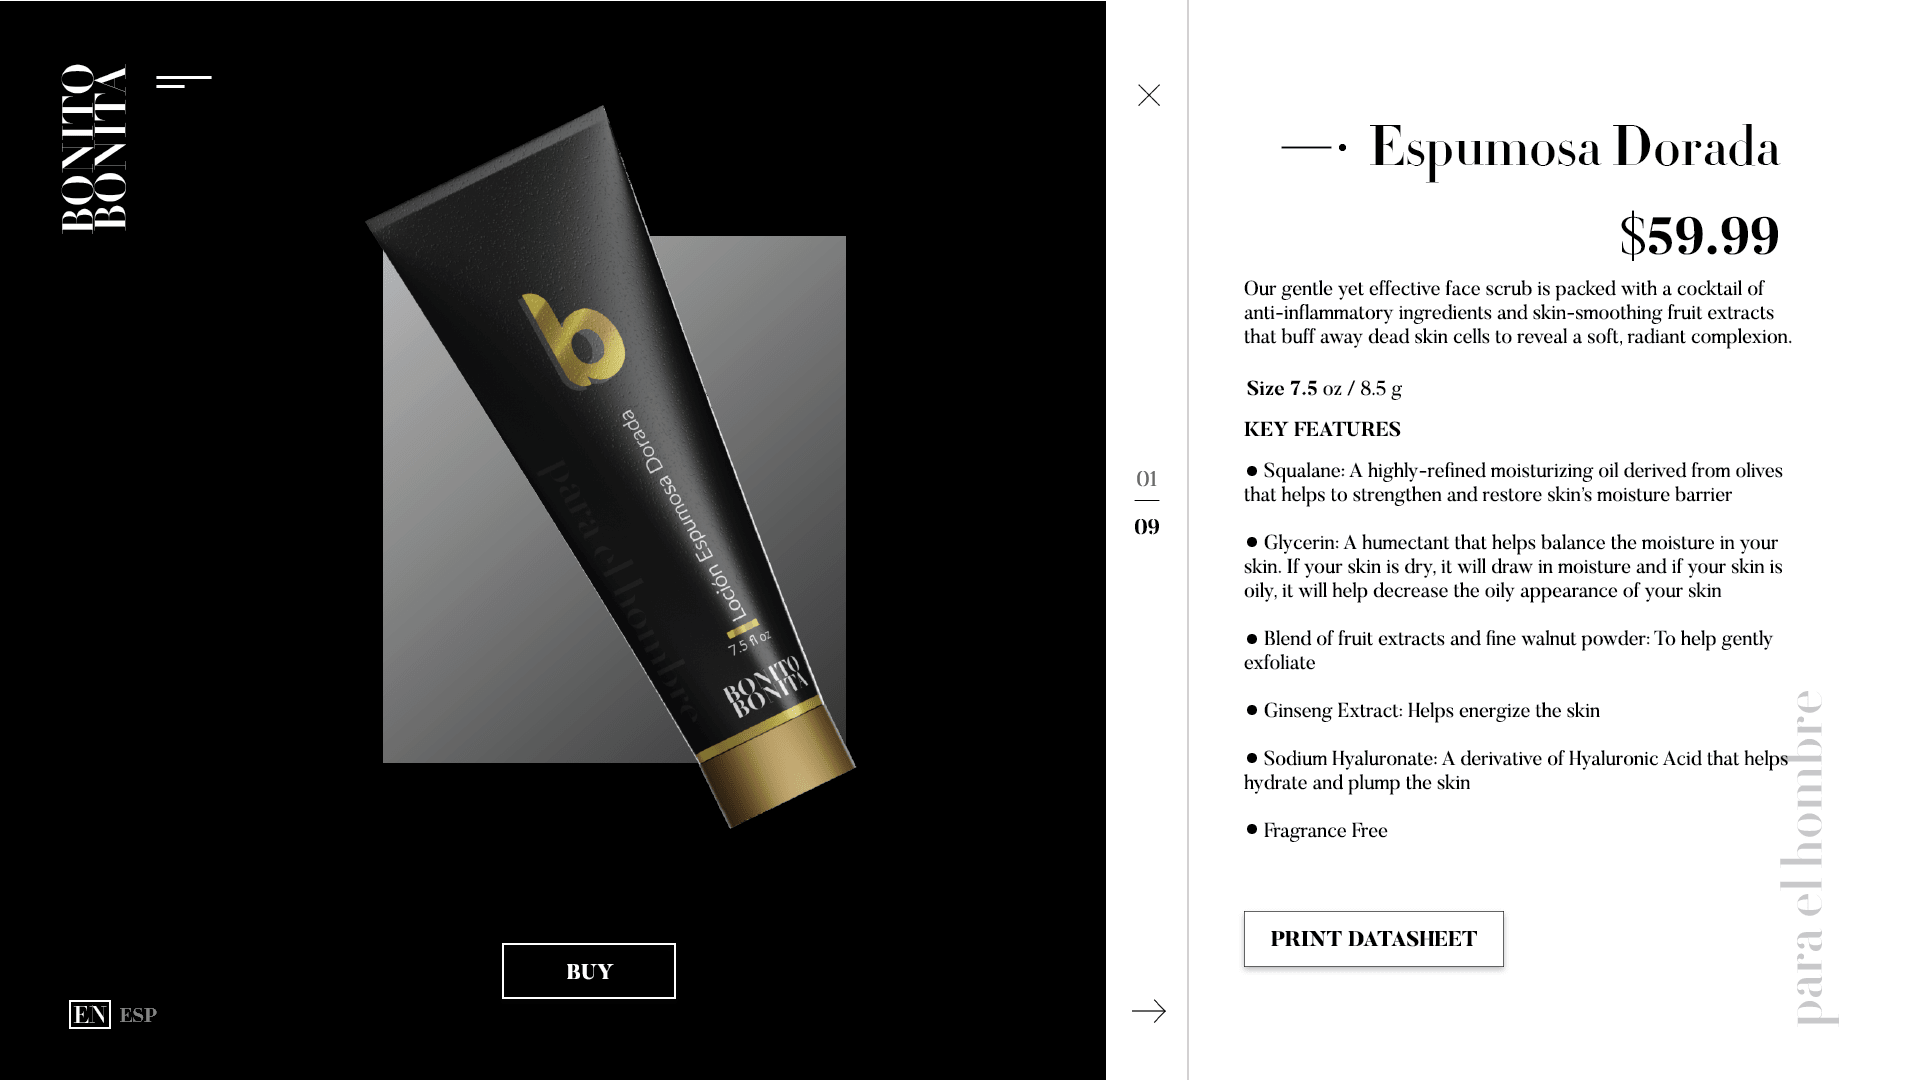 BONITO
BONITA
b
para el hombre
Loción Espumosa Dorada
7.5 fl oz
BONITO
BONITA
BUY
EN ESP
01
09
Espumosa Dorada
$59.99
Our gentle yet effective face scrub is packed with a cocktail of
anti-inflammatory ingredients and skin-smoothing fruit extracts
that buff away dead skin cells to reveal a soft, radiant complexion.
Size 7.5 oz / 8.5 g
KEY FEATURES
● Squalane: A highly-refined moisturizing oil derived from olives
that helps to strengthen and restore skin's moisture barrier
● Glycerin: A humectant that helps balance the moisture in your
skin. If your skin is dry, it will draw in moisture and if your skin is
oily, it will help decrease the oily appearance of your skin
● Blend of fruit extracts and fine walnut powder: To help gently
exfoliate
● Ginseng Extract: Helps energize the skin
● Sodium Hyaluronate: A derivative of Hyaluronic Acid that helps
hydrate and plump the skin
● Fragrance Free
PRINT DATASHEET
para el hombre